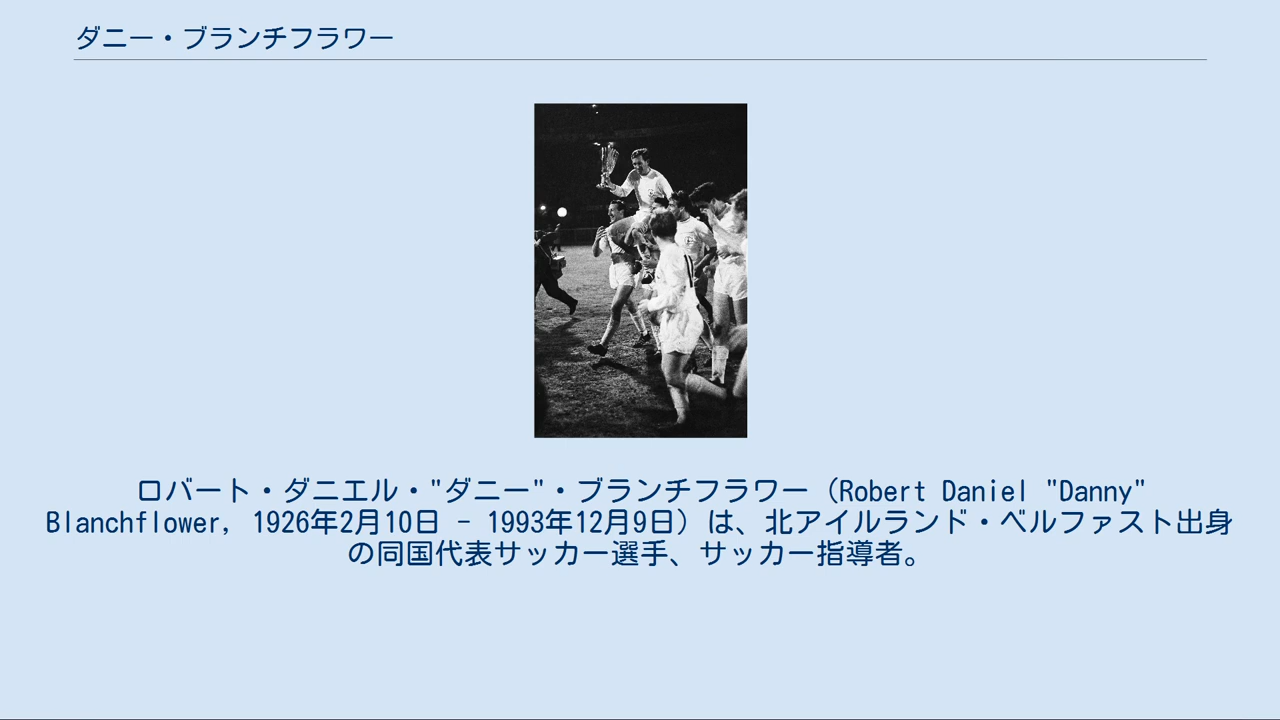 ダニー・ブランチフラワー
ロバート・ダニエル・"ダニー"・ブランチフラワー（Robert Daniel "Danny"
Blanchflower, 1926年2月10日 - 1993年12月9日）は、北アイルランド・ベルファスト出身
の同国代表サッカー選手、サッカー指導者。